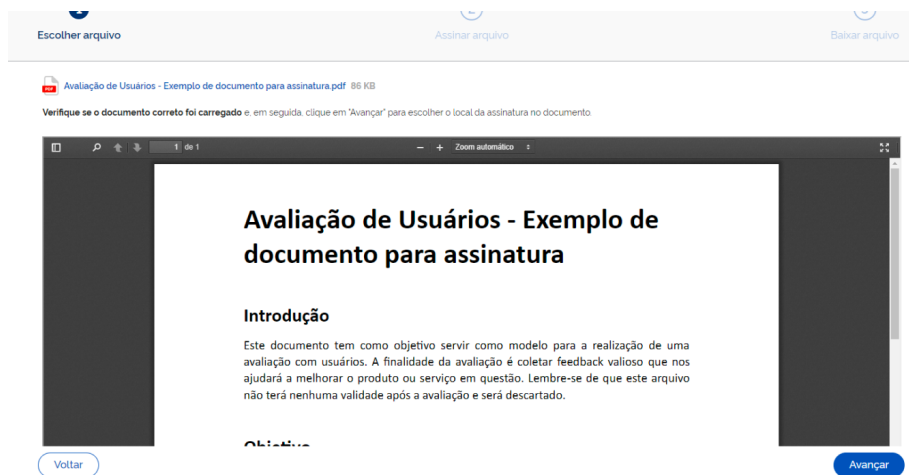 1 2 3
Escolher arquivo Assinar arquivo Baixar arquivo
PDF Avaliação de Usuários - Exemplo de documento para assinatura.pdf 86 KB
Verifique se o documento correto foi carregado e, em seguida, clique em "Avançar" para escolher o local da assinatura no documento.
1 de 1 Zoom automático
Avaliação de Usuários - Exemplo de
documento para assinatura
Introdução
Este documento tem como objetivo servir como modelo para a realização de uma
avaliação com usuários. A finalidade da avaliação é coletar feedback valioso que nos
ajudará a melhorar o produto ou serviço em questão. Lembre-se de que este arquivo
não terá nenhuma validade após a avaliação e será descartado.
Objetivo
Voltar Avançar